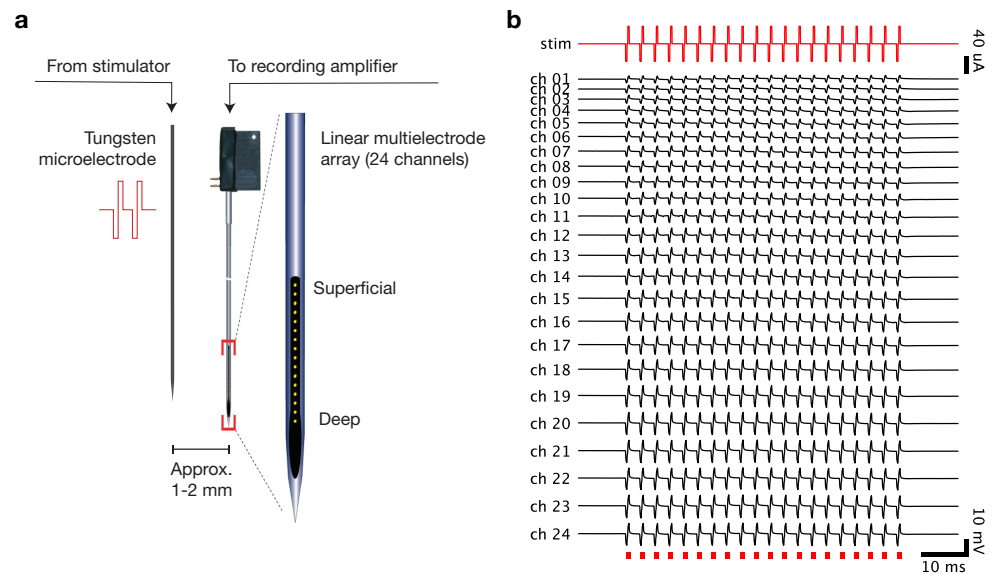 a
From stimulator
To recording amplifier
Tungsten
microelectrode
Linear multielectrode
array (24 channels)
Superficial
Deep
Approx.
1-2 mm
b
stim
40 uA
ch 01
ch 02
ch 03
ch 04
ch 05
ch 06
ch 07
ch 08
ch 09
ch 10
ch 11
ch 12
ch 13
ch 14
ch 15
ch 16
ch 17
ch 18
ch 19
ch 20
ch 21
ch 22
ch 23
ch 24
10 mV
10 ms